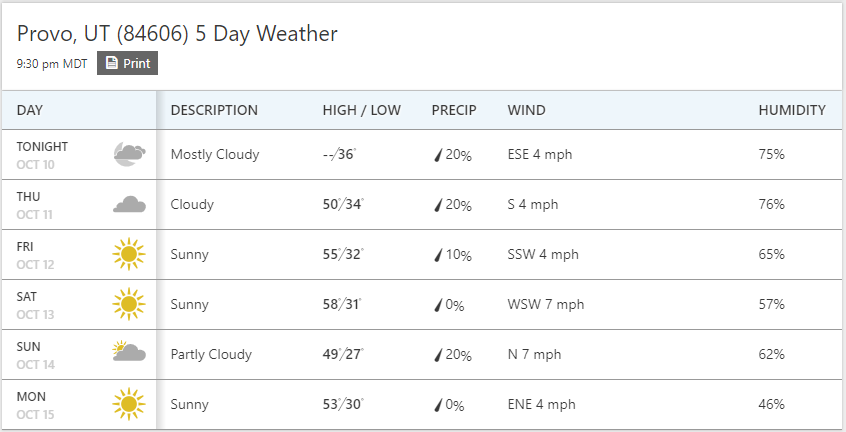 Provo, UT (84606) 5 Day Weather
9:30 pm MDT Print
DAY DESCRIPTION HIGH / LOW PRECIP WIND HUMIDITY
TONIGHT
OCT 10
Mostly Cloudy --/36° 20% ESE 4 mph 75%
THU
OCT 11
Cloudy 50°/34° 20% S 4 mph 76%
FRI
OCT 12
Sunny 55°/32° 10% SSW 4 mph 65%
SAT
OCT 13
Sunny 58°/31° 0% WSW 7 mph 57%
SUN
OCT 14
Partly Cloudy 49°/27° 20% N 7 mph 62%
MON
OCT 15
Sunny 53°/30° 0% ENE 4 mph 46%